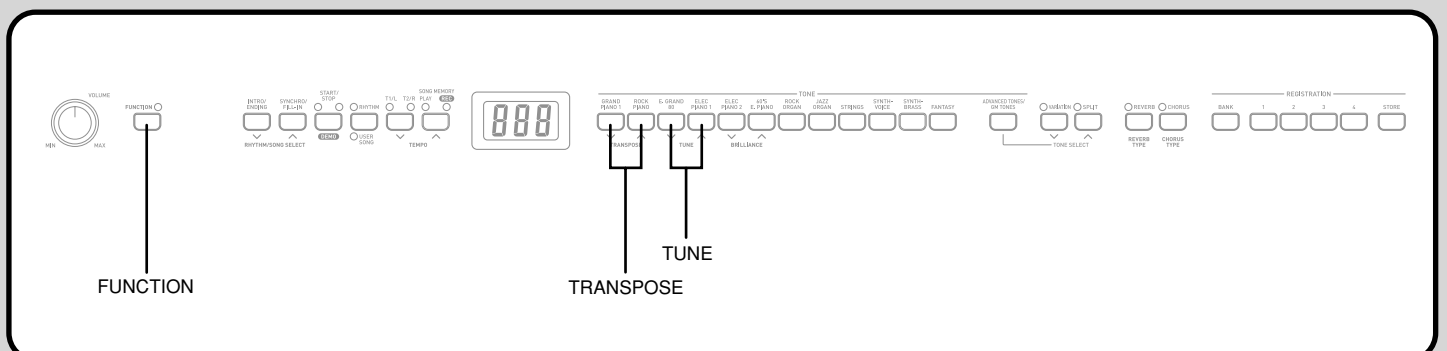 VOLUME
MIN
MAX
FUNCTION
INTRO/
ENDING
SYNCHRO/
FILL-IN
RHYTHM/SONG SELECT
START/
STOP
DEMO
RHYTHM
USER
SONG
T1/L
T2/R
SONG MEMORY
PLAY
REC
TEMPO
888
TONE
GRAND
PIANO 1
ROCK
PIANO
E. GRAND
80
ELEC
PIANO 1
ELEC
PIANO 2
60'S
E. PIANO
ROCK
ORGAN
JAZZ
ORGAN
STRINGS
SYNTH-
VOICE
SYNTH-
BRASS
FANTASY
TRANSPOSE
TUNE
BRILLIANCE
ADVANCED TONES/
GM TONES
VARIATION
SPLIT
TONE SELECT
REVERB
CHORUS
REVERB
TYPE
CHORUS
TYPE
REGISTRATION
BANK
1
2
3
4
STORE
TUNE
FUNCTION
TRANSPOSE